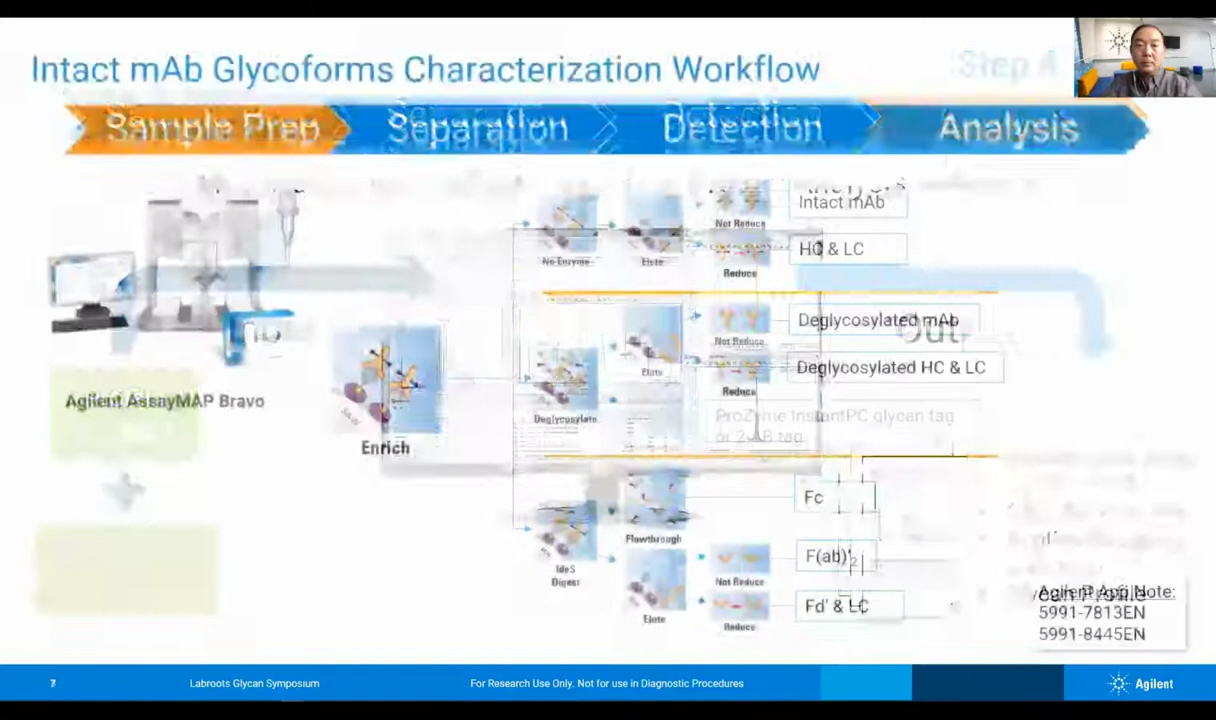 Intact mAb Glycoforms Characterization Workflow
Step 4
Sample Prep
Separation
Detection
Analysis
Intact mAb
Not Reduce
No Enzyme
Elute
HC & LC
Reduce
Deglycosylated mAb
Not Reduce
Out
Elute
Deglycosylated HC & LC
Reduce
Agilent AssayMAP Bravo
Deglycosylate
ProZyme InstantPC glycan tag
or 2-AB tag
Enrich
Fc
Flowthrough
F(ab)'2
IdeS
Digest
Not Reduce
Fd' & LC
Elute
Reduce
Agilent App Note:
5991-7813EN
5991-8445EN
7
Labroots Glycan Symposium
For Research Use Only. Not for use in Diagnostic Procedures
Agilent